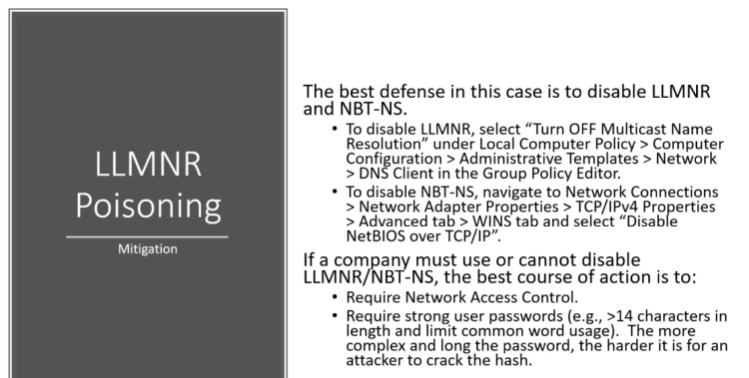 LLMNR
Poisoning
Mitigation
The best defense in this case is to disable LLMNR
and NBT-NS.
• To disable LLMNR, select “Turn OFF Multicast Name
Resolution” under Local Computer Policy > Computer
Configuration > Administrative Templates > Network
> DNS Client in the Group Policy Editor.
• To disable NBT-NS, navigate to Network Connections
> Network Adapter Properties > TCP/IPv4 Properties
> Advanced tab > WINS tab and select “Disable
NetBIOS over TCP/IP”.
If a company must use or cannot disable
LLMNR/NBT-NS, the best course of action is to:
• Require Network Access Control.
• Require strong user passwords (e.g., >14 characters in
length and limit common word usage). The more
complex and long the password, the harder it is for an
attacker to crack the hash.